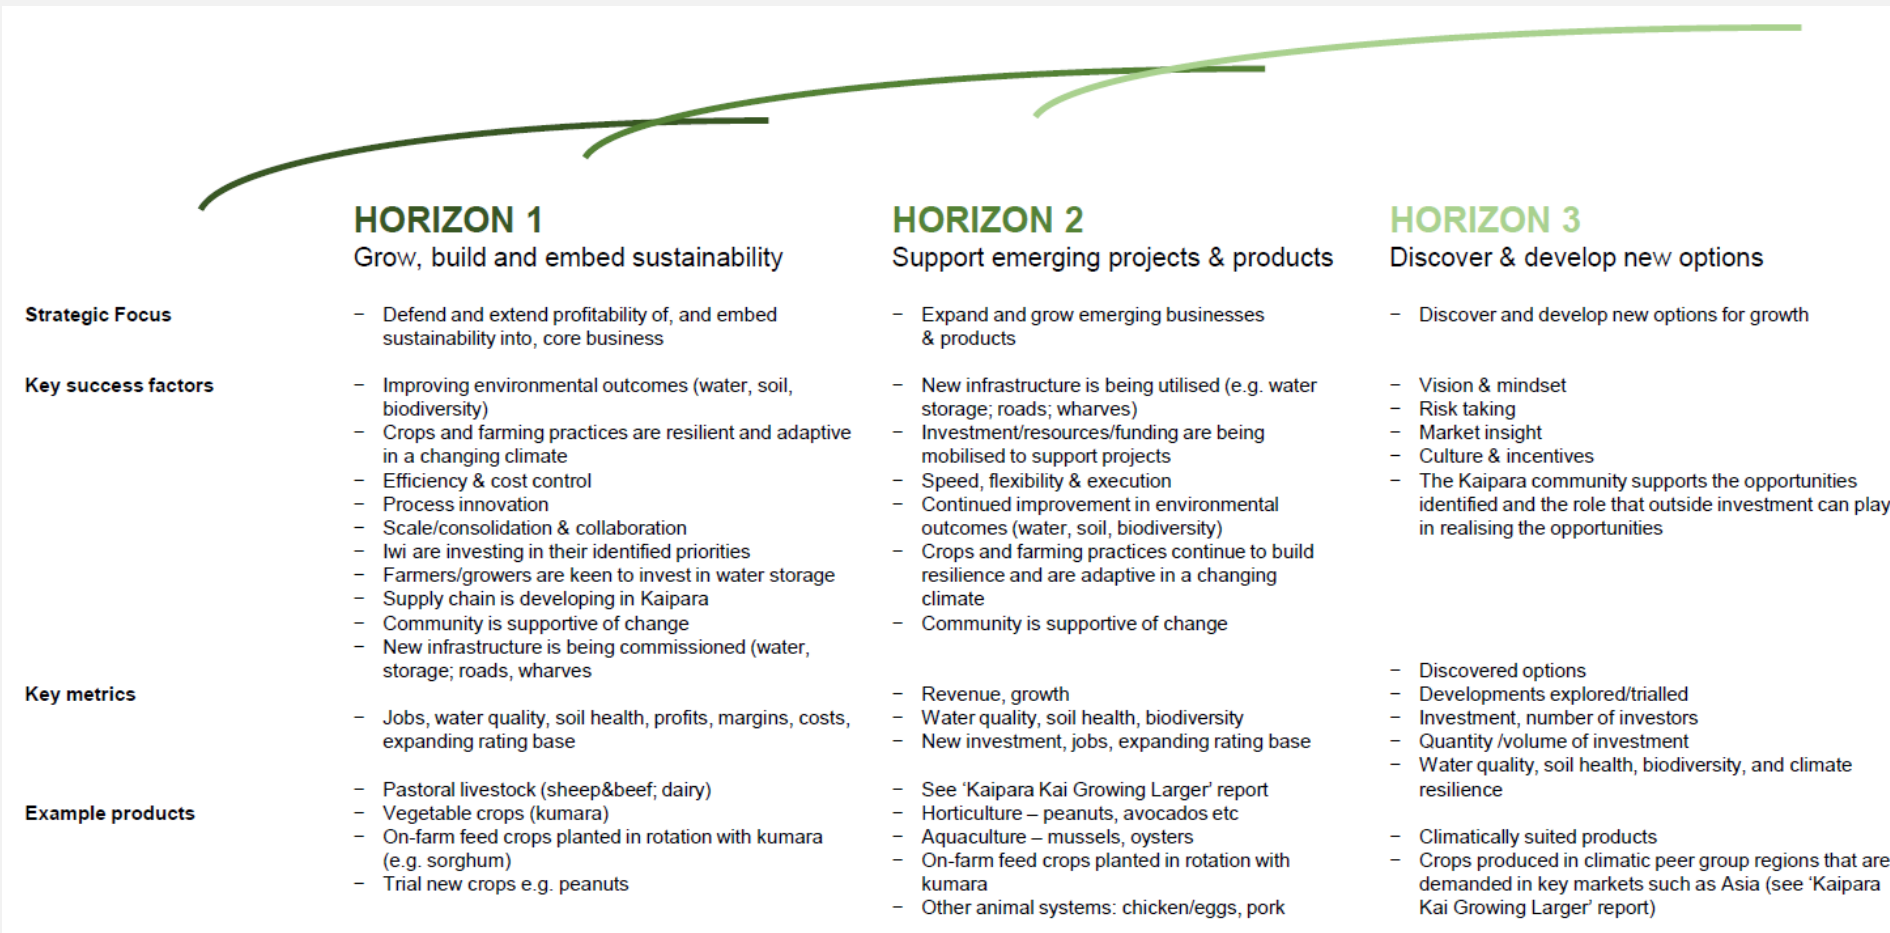 HORIZON 1
Grow, build and embed sustainability
HORIZON 2
Support emerging projects & products
HORIZON 3
Discover & develop new options
Strategic Focus
− Defend and extend profitability of, and embed
sustainability into, core business
− Expand and grow emerging businesses
& products
− Discover and develop new options for growth
Key success factors
− Improving environmental outcomes (water, soil,
biodiversity)
− Crops and farming practices are resilient and adaptive
in a changing climate
− Efficiency & cost control
− Process innovation
− Scale/consolidation & collaboration
− Iwi are investing in their identified priorities
− Farmers/growers are keen to invest in water storage
− Supply chain is developing in Kaipara
− Community is supportive of change
− New infrastructure is being commissioned (water,
storage; roads, wharves
− New infrastructure is being utilised (e.g. water
storage; roads; wharves)
− Investment/resources/funding are being
mobilised to support projects
− Speed, flexibility & execution
− Continued improvement in environmental
outcomes (water, soil, biodiversity)
− Crops and farming practices continue to build
resilience and are adaptive in a changing
climate
− Community is supportive of change
− Vision & mindset
− Risk taking
− Market insight
− Culture & incentives
− The Kaipara community supports the opportunities
identified and the role that outside investment can play
in realising the opportunities
Key metrics
− Jobs, water quality, soil health, profits, margins, costs,
expanding rating base
− Revenue, growth
− Water quality, soil health, biodiversity
− New investment, jobs, expanding rating base
− Discovered options
− Developments explored/trialled
− Investment, number of investors
− Quantity /volume of investment
− Water quality, soil health, biodiversity, and climate
resilience
Example products
− Pastoral livestock (sheep&beef; dairy)
− Vegetable crops (kumara)
− On-farm feed crops planted in rotation with kumara
(e.g. sorghum)
− Trial new crops e.g. peanuts
− See ‘Kaipara Kai Growing Larger’ report
− Horticulture – peanuts, avocados etc
− Aquaculture – mussels, oysters
− On-farm feed crops planted in rotation with
kumara
− Other animal systems: chicken/eggs, pork
− Climatically suited products
− Crops produced in climatic peer group regions that are
demanded in key markets such as Asia (see ‘Kaipara
Kai Growing Larger’ report)